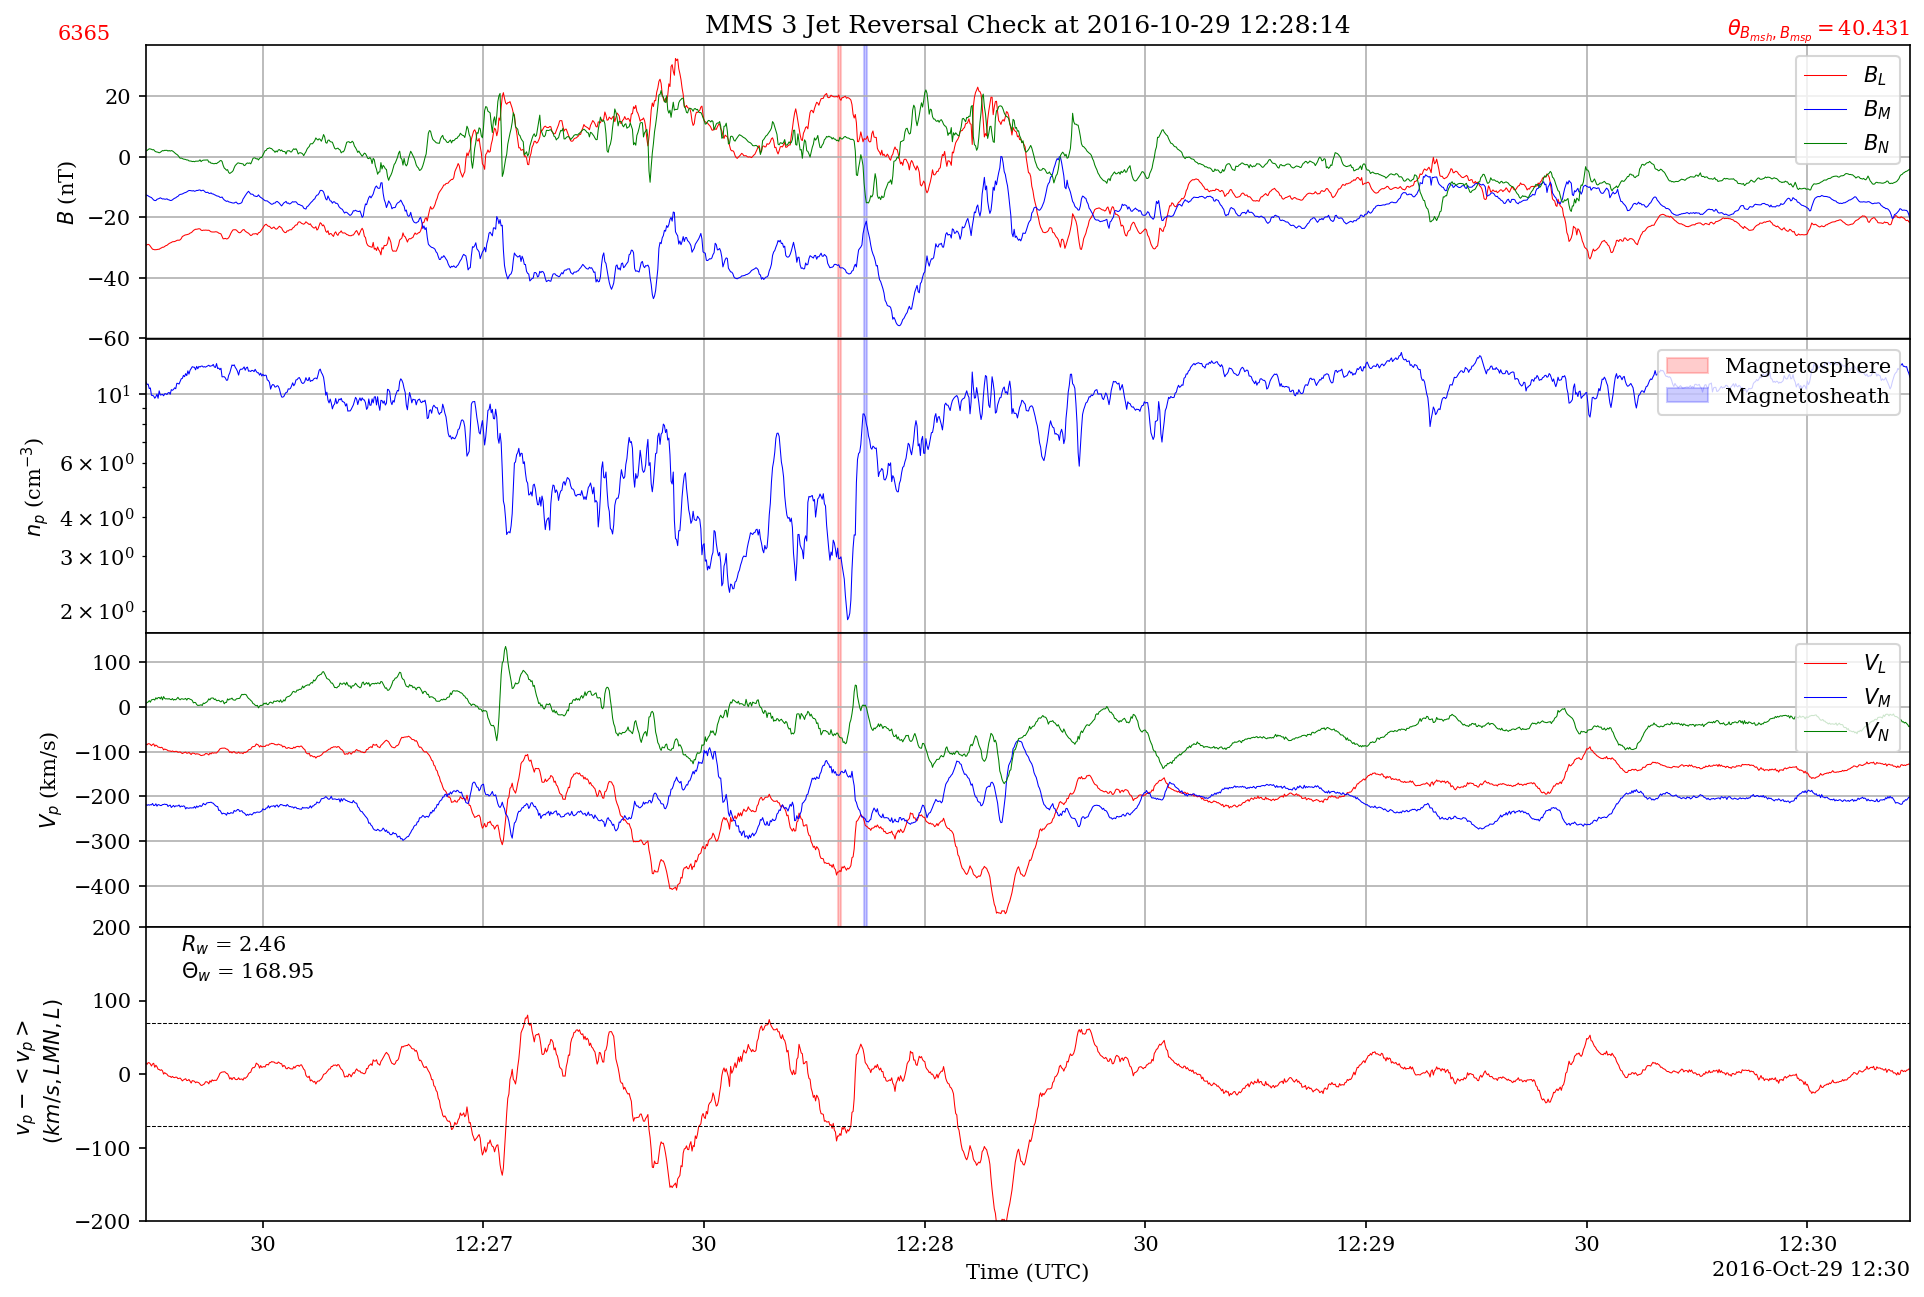 6365
MMS 3 Jet Reversal Check at 2016-10-29 12:28:14
θ_{B_{msh}, B_{msp}} = 40.431
B (nT)
20
0
−20
−40
−60
B_L
B_M
B_N
n_p (cm^{−3})
10^1
6 × 10^0
4 × 10^0
3 × 10^0
2 × 10^0
Magnetosphere
Magnetosheath
V_p (km/s)
100
0
−100
−200
−300
−400
V_L
V_M
V_N
v_p − <v_p>
(km/s, LMN, L)
200
100
0
−100
−200
R_w = 2.46
Θ_w = 168.95
30 12:27 30 12:28 30 12:29 30 12:30
Time (UTC)
2016-Oct-29 12:30